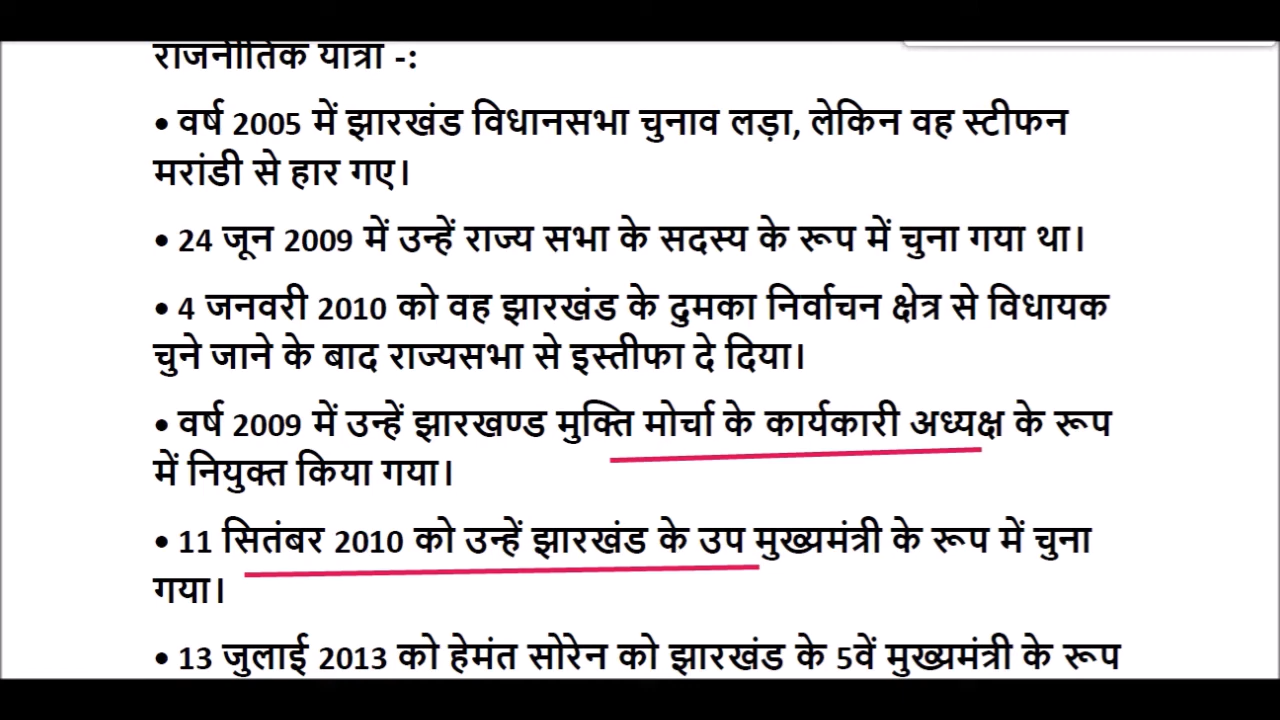 राजनीतिक यात्रा -:
• वर्ष 2005 में झारखंड विधानसभा चुनाव लड़ा, लेकिन वह स्टीफन
मरांडी से हार गए।
• 24 जून 2009 में उन्हें राज्य सभा के सदस्य के रूप में चुना गया था।
• 4 जनवरी 2010 को वह झारखंड के दुमका निर्वाचन क्षेत्र से विधायक
चुने जाने के बाद राज्यसभा से इस्तीफा दे दिया।
• वर्ष 2009 में उन्हें झारखण्ड मुक्ति मोर्चा के कार्यकारी अध्यक्ष के रूप
में नियुक्त किया गया।
• 11 सितंबर 2010 को उन्हें झारखंड के उप मुख्यमंत्री के रूप में चुना
गया।
• 13 जुलाई 2013 को हेमंत सोरेन को झारखंड के 5वें मुख्यमंत्री के रूप